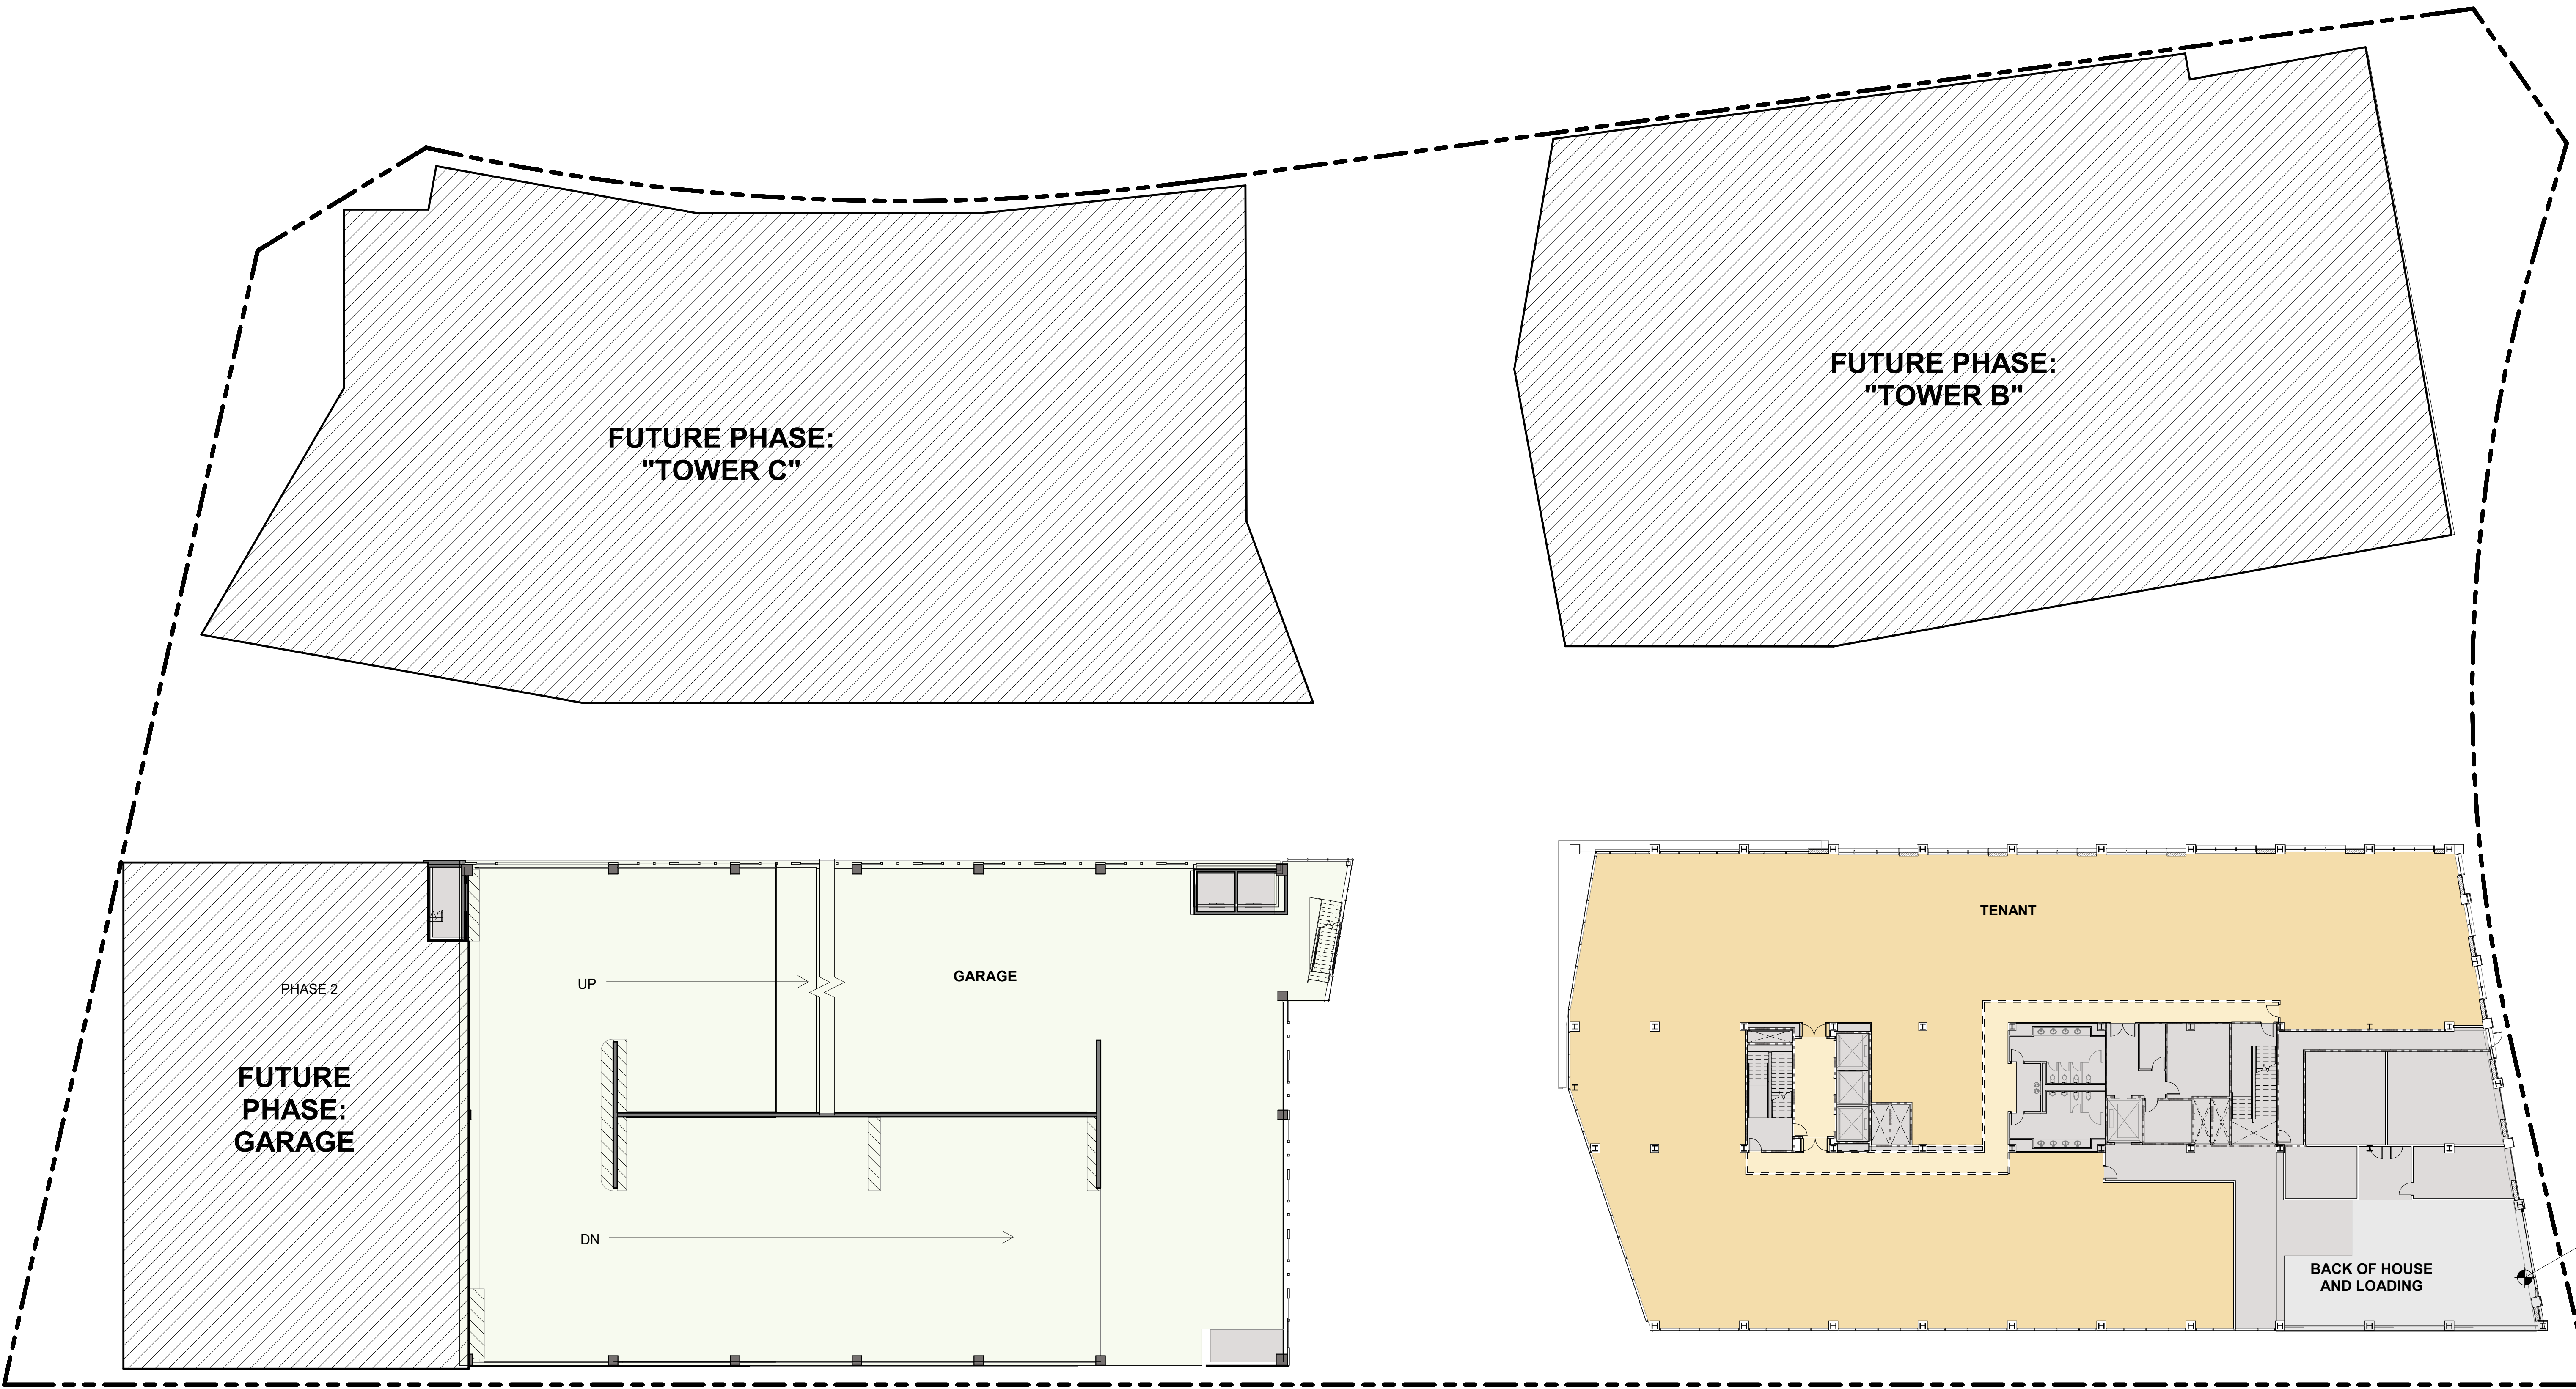 FUTURE PHASE:
"TOWER B"
FUTURE PHASE:
"TOWER C"
TENANT
GARAGE
UP
PHASE 2
FUTURE
PHASE:
GARAGE
DN
BACK OF HOUSE
AND LOADING